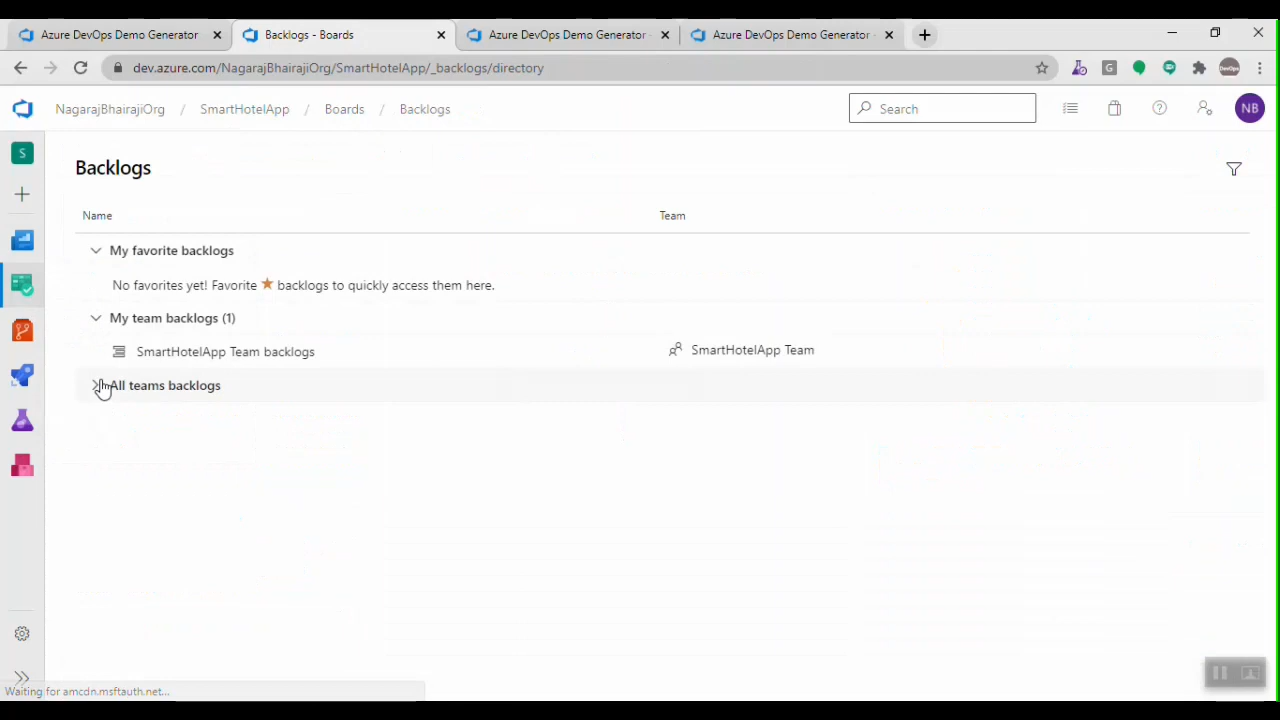 Azure DevOps Demo Generator
Backlogs - Boards
Azure DevOps Demo Generator
Azure DevOps Demo Generator
dev.azure.com/NagarajBhairajiOrg/SmartHotelApp/_backlogs/directory
G
DevOps
NagarajBhairajiOrg / SmartHotelApp / Boards / Backlogs
Search
NB
S
Backlogs
Name Team
My favorite backlogs
No favorites yet! Favorite ★ backlogs to quickly access them here.
My team backlogs (1)
SmartHotelApp Team backlogs SmartHotelApp Team
All teams backlogs
Waiting for amcdn.msftauth.net...